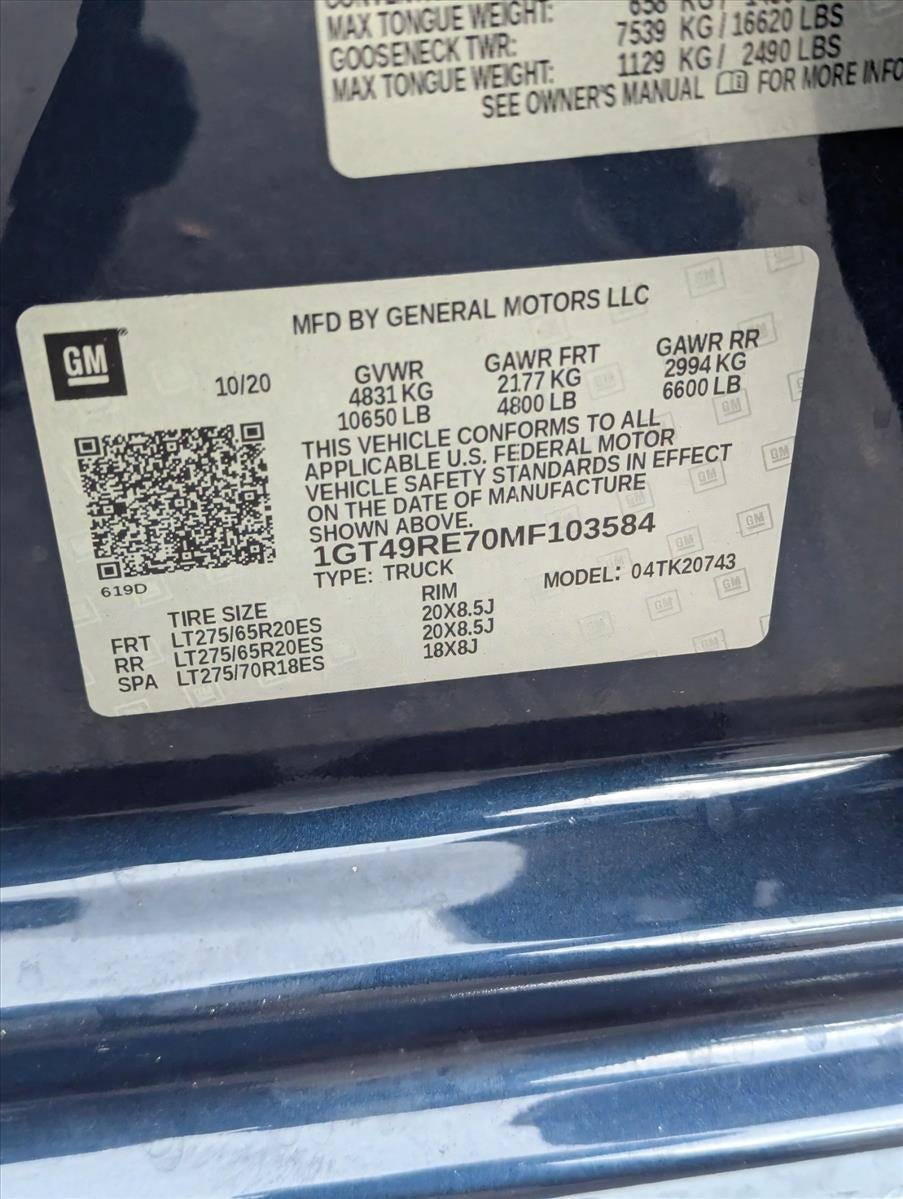 MAX TONGUE WEIGHT: 658 KG/
GOOSENECK TWR: 7539 KG/16620 LBS
MAX TONGUE WEIGHT: 1129 KG/ 2490 LBS
SEE OWNER'S MANUAL FOR MORE INFO
MFD BY GENERAL MOTORS LLC
GM
10/20
GVWR GAWR FRT GAWR RR
4831 KG 2177 KG 2994 KG
10650 LB 4800 LB 6600 LB
THIS VEHICLE CONFORMS TO ALL
APPLICABLE U.S. FEDERAL MOTOR
VEHICLE SAFETY STANDARDS IN EFFECT
ON THE DATE OF MANUFACTURE
SHOWN ABOVE.
1GT49RE70MF103584
TYPE: TRUCK MODEL: 04TK20743
619D
TIRE SIZE RIM
FRT LT275/65R20ES 20X8.5J
RR LT275/65R20ES 20X8.5J
SPA LT275/70R18ES 18X8J